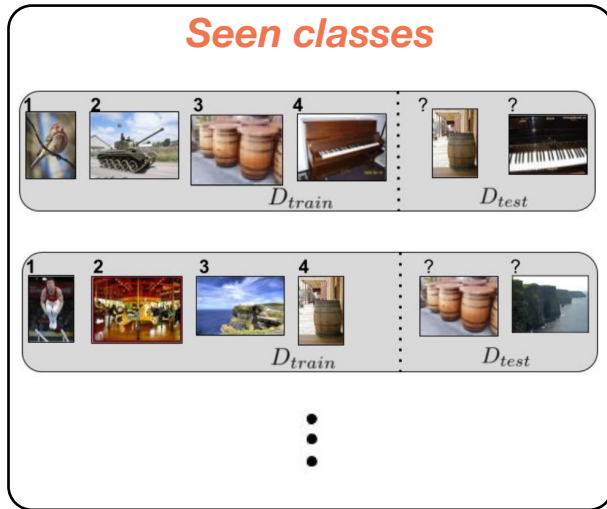 Seen classes
1 2 3 4 ? ?
D_train D_test
1 2 3 4 ? ?
D_train D_test